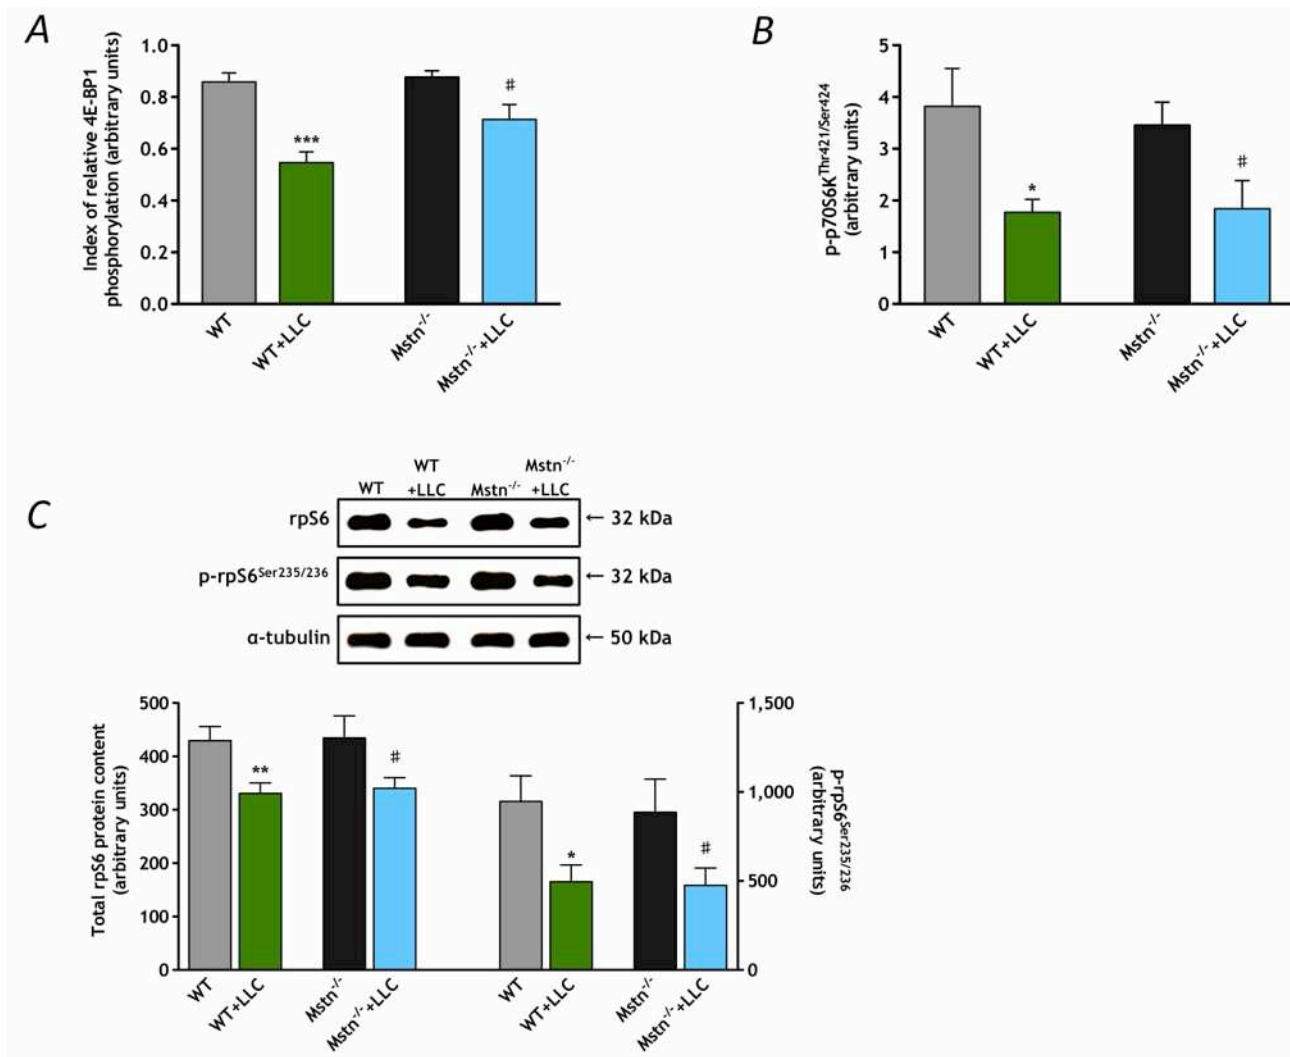 A
Index of relative 4E-BP1
phosphorylation (arbitrary units)
1.0
0.8
0.6
0.4
0.2
0.0
***
#
WT
WT+LLC
Mstn-/-
Mstn-/-+LLC
B
p-p70S6KThr421/Ser424
(arbitrary units)
5
4
3
2
1
0
*
#
WT
WT+LLC
Mstn-/-
Mstn-/-+LLC
C
WT
WT
+LLC
Mstn-/-
Mstn-/-
+LLC
rpS6
← 32 kDa
p-rpS6Ser235/236
← 32 kDa
α-tubulin
← 50 kDa
Total rpS6 protein content
(arbitrary units)
500
400
300
200
100
0
**
#
*
#
WT
WT+LLC
Mstn-/-
Mstn-/-+LLC
WT
WT+LLC
Mstn-/-
Mstn-/-+LLC
1,500
1,000
500
0
p-rpS6Ser235/236
(arbitrary units)